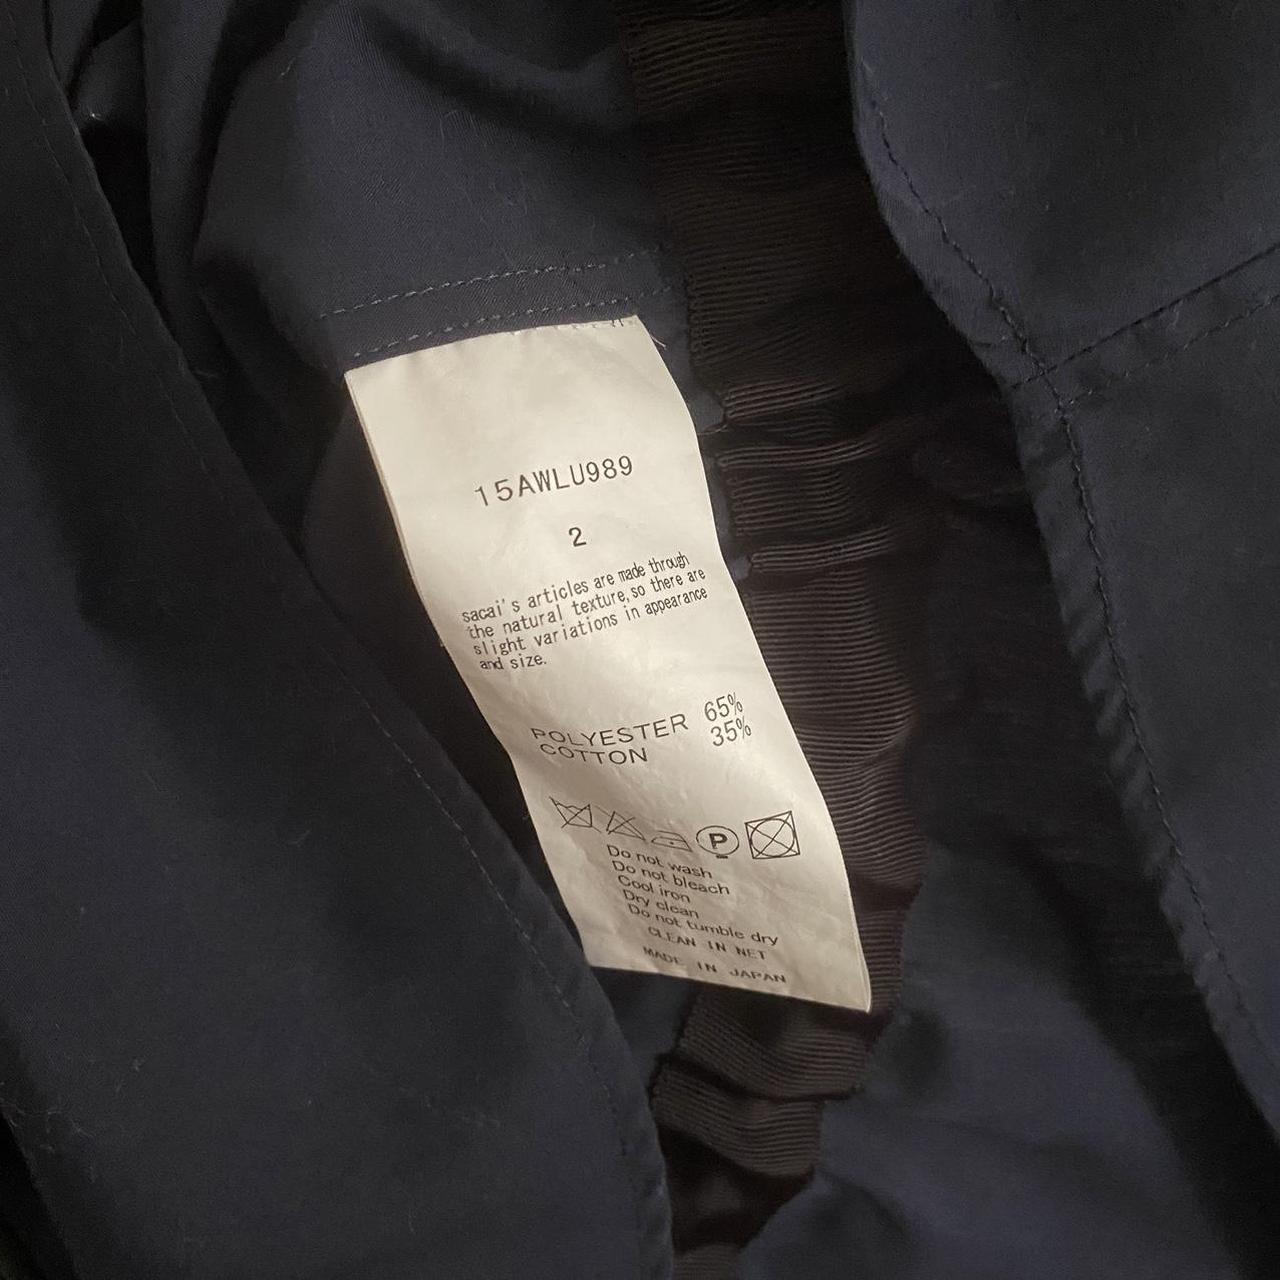 15AWLU989
2
sacai's articles are made through
the natural texture,so there are
slight variations in appearance
and size.
POLYESTER 65%
COTTON 35%
P
Do not wash
Do not bleach
Cool iron
Dry clean
Do not tumble dry
CLEAN IN NET
MADE IN JAPAN